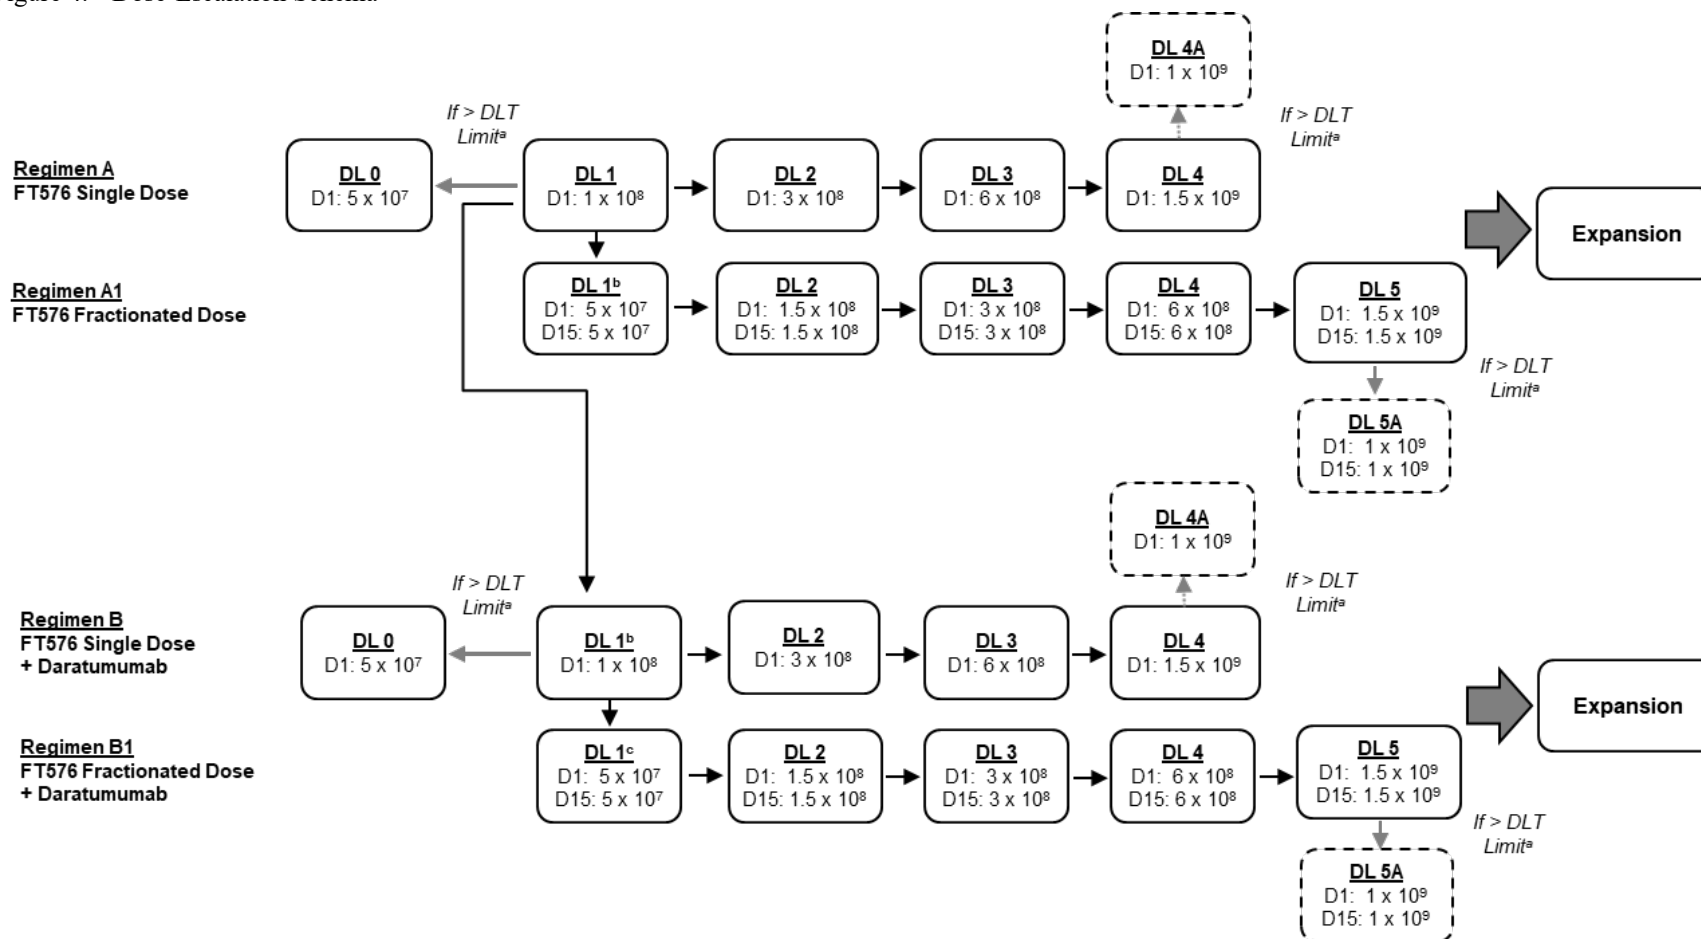 Figure 4. Dose-Escalation Schema
DL 4A
D1: 1 x 10⁹
If > DLT
Limitᵃ
If > DLT
Limitᵃ
Regimen A
FT576 Single Dose
DL 0
D1: 5 x 10⁷
DL 1
D1: 1 x 10⁸
DL 2
D1: 3 x 10⁸
DL 3
D1: 6 x 10⁸
DL 4
D1: 1.5 x 10⁹
Expansion
Regimen A1
FT576 Fractionated Dose
DL 1ᵇ
D1: 5 x 10⁷
D15: 5 x 10⁷
DL 2
D1: 1.5 x 10⁸
D15: 1.5 x 10⁸
DL 3
D1: 3 x 10⁸
D15: 3 x 10⁸
DL 4
D1: 6 x 10⁸
D15: 6 x 10⁸
DL 5
D1: 1.5 x 10⁹
D15: 1.5 x 10⁹
If > DLT
Limitᵃ
DL 5A
D1: 1 x 10⁹
D15: 1 x 10⁹
DL 4A
D1: 1 x 10⁹
If > DLT
Limitᵃ
If > DLT
Limitᵃ
Regimen B
FT576 Single Dose
+ Daratumumab
DL 0
D1: 5 x 10⁷
DL 1ᵇ
D1: 1 x 10⁸
DL 2
D1: 3 x 10⁸
DL 3
D1: 6 x 10⁸
DL 4
D1: 1.5 x 10⁹
Expansion
Regimen B1
FT576 Fractionated Dose
+ Daratumumab
DL 1ᶜ
D1: 5 x 10⁷
D15: 5 x 10⁷
DL 2
D1: 1.5 x 10⁸
D15: 1.5 x 10⁸
DL 3
D1: 3 x 10⁸
D15: 3 x 10⁸
DL 4
D1: 6 x 10⁸
D15: 6 x 10⁸
DL 5
D1: 1.5 x 10⁹
D15: 1.5 x 10⁹
If > DLT
Limitᵃ
DL 5A
D1: 1 x 10⁹
D15: 1 x 10⁹